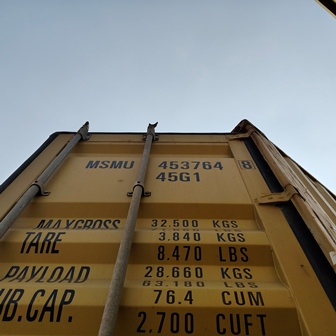 MSMU 453764 8
45G1
MAXGROSS 32.500 KGS
TARE 3.840 KGS
8.470 LBS
PAYLOAD 28.660 KGS
63.180 LBS
UB.CAP. 76.4 CUM
2.700 CUFT